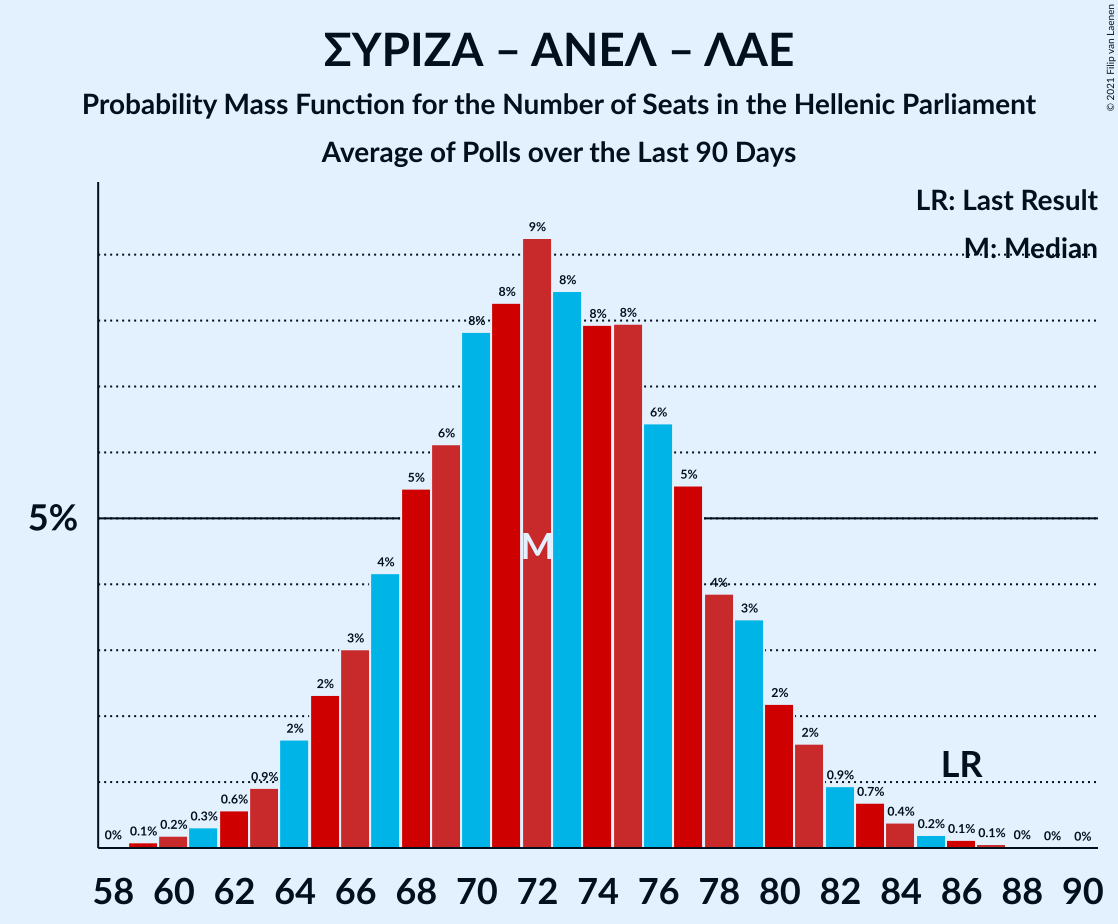 ΣΥΡΙΖΑ – ΑΝΕΛ – ΛΑΕ
Probability Mass Function for the Number of Seats in the Hellenic Parliament
Average of Polls over the Last 90 Days
© 2021 Filip van Laenen
LR: Last Result
M: Median
5%
0% 0.1% 0.2% 0.3% 0.6% 0.9% 2% 2% 3% 4% 5% 6% 8% 8% 9% 8% 8% 8% 6% 5% 4% 3% 2% 2% 0.9% 0.7% 0.4% 0.2% 0.1% 0.1% 0% 0% 0%
M
LR
58 60 62 64 66 68 70 72 74 76 78 80 82 84 86 88 90